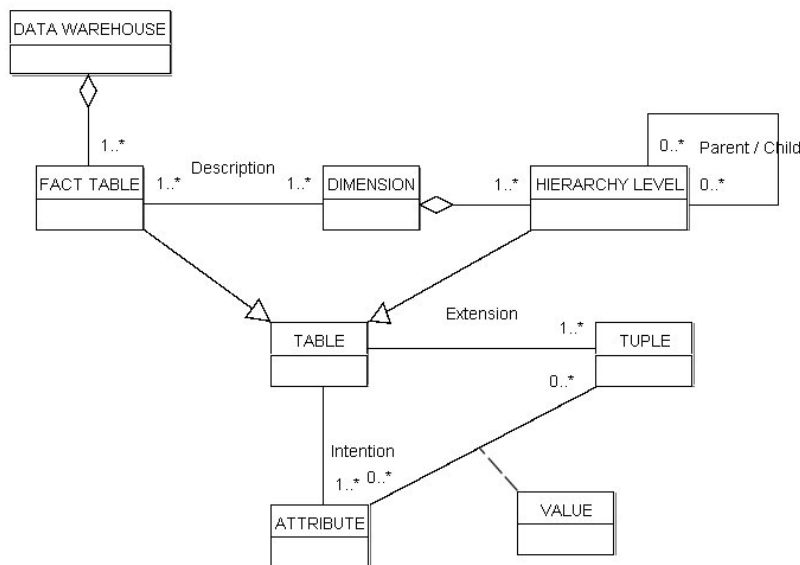 DATA WAREHOUSE
1..*
0..*
Parent / Child
Description
FACT TABLE
1..*
1..*
DIMENSION
1..*
HIERARCHY LEVEL
0..*
Extension
1..*
TABLE
TUPLE
0..*
Intention
1..*
0..*
ATTRIBUTE
VALUE